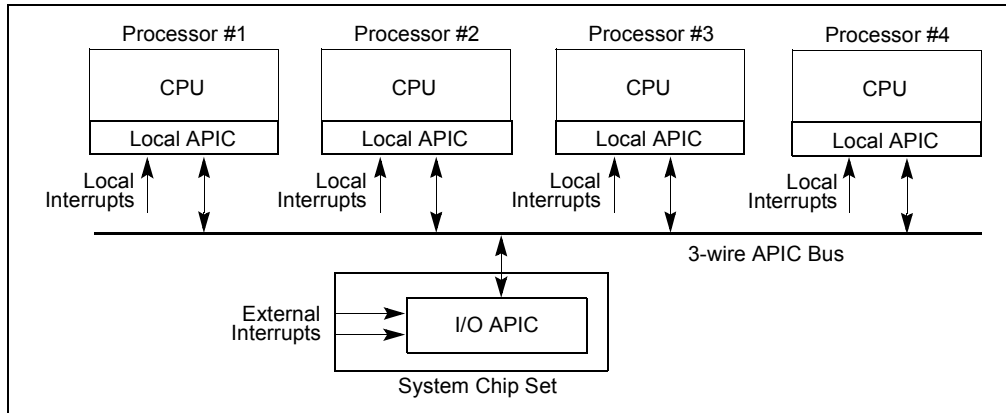 Processor #1
Processor #2
Processor #3
Processor #4
CPU
CPU
CPU
CPU
Local APIC
Local APIC
Local APIC
Local APIC
Local
Interrupts
Local
Interrupts
Local
Interrupts
Local
Interrupts
3-wire APIC Bus
External
Interrupts
I/O APIC
System Chip Set